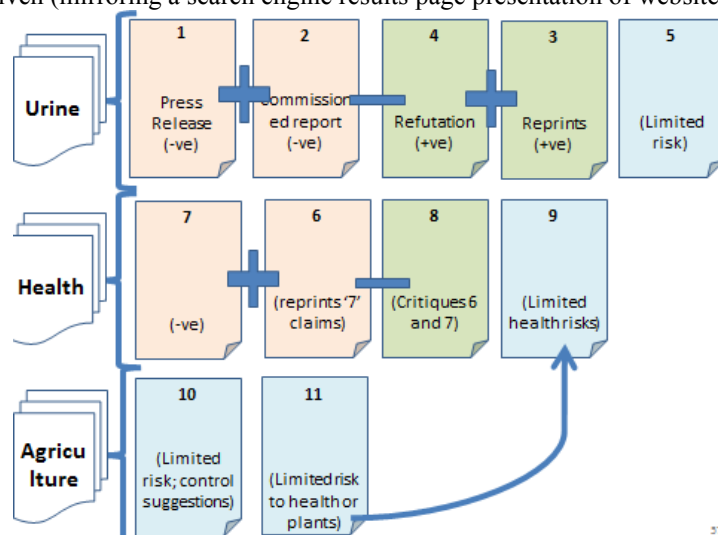 iven (mirroring a search engine results page presentation of website
1
2
4
3
5
Urine
Press
Release
(-ve)
ommission
ed report
(-ve)
Refutation
(+ve)
Reprints
(+ve)
(Limited
risk)
7
6
8
9
Health
(-ve)
(reprints '7'
claims)
(Critiques 6
and 7)
(Limited
health risks)
10
11
Agricu
lture
(Limited
risk; control
suggestions)
(Limited risk
to health or
plants)